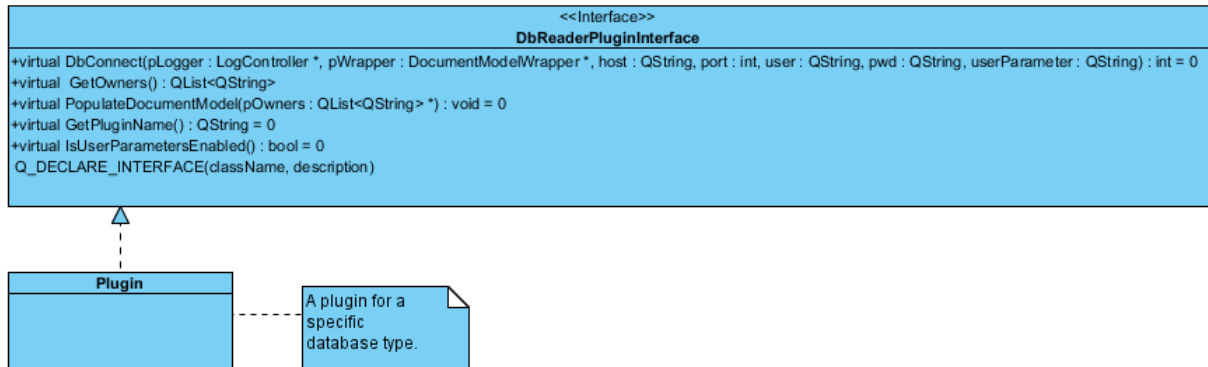 <<Interface>>
DbReaderPluginInterface
+virtual DbConnect(pLogger : LogController *, pWrapper : DocumentModelWrapper *, host : QString, port : int, user : QString, pwd : QString, userParameter : QString) : int = 0
+virtual GetOwners() : QList<QString>
+virtual PopulateDocumentModel(pOwners : QList<QString> *) : void = 0
+virtual GetPluginName() : QString = 0
+virtual IsUserParametersEnabled() : bool = 0
Q_DECLARE_INTERFACE(className, description)
Plugin
A plugin for a
specific
database type.